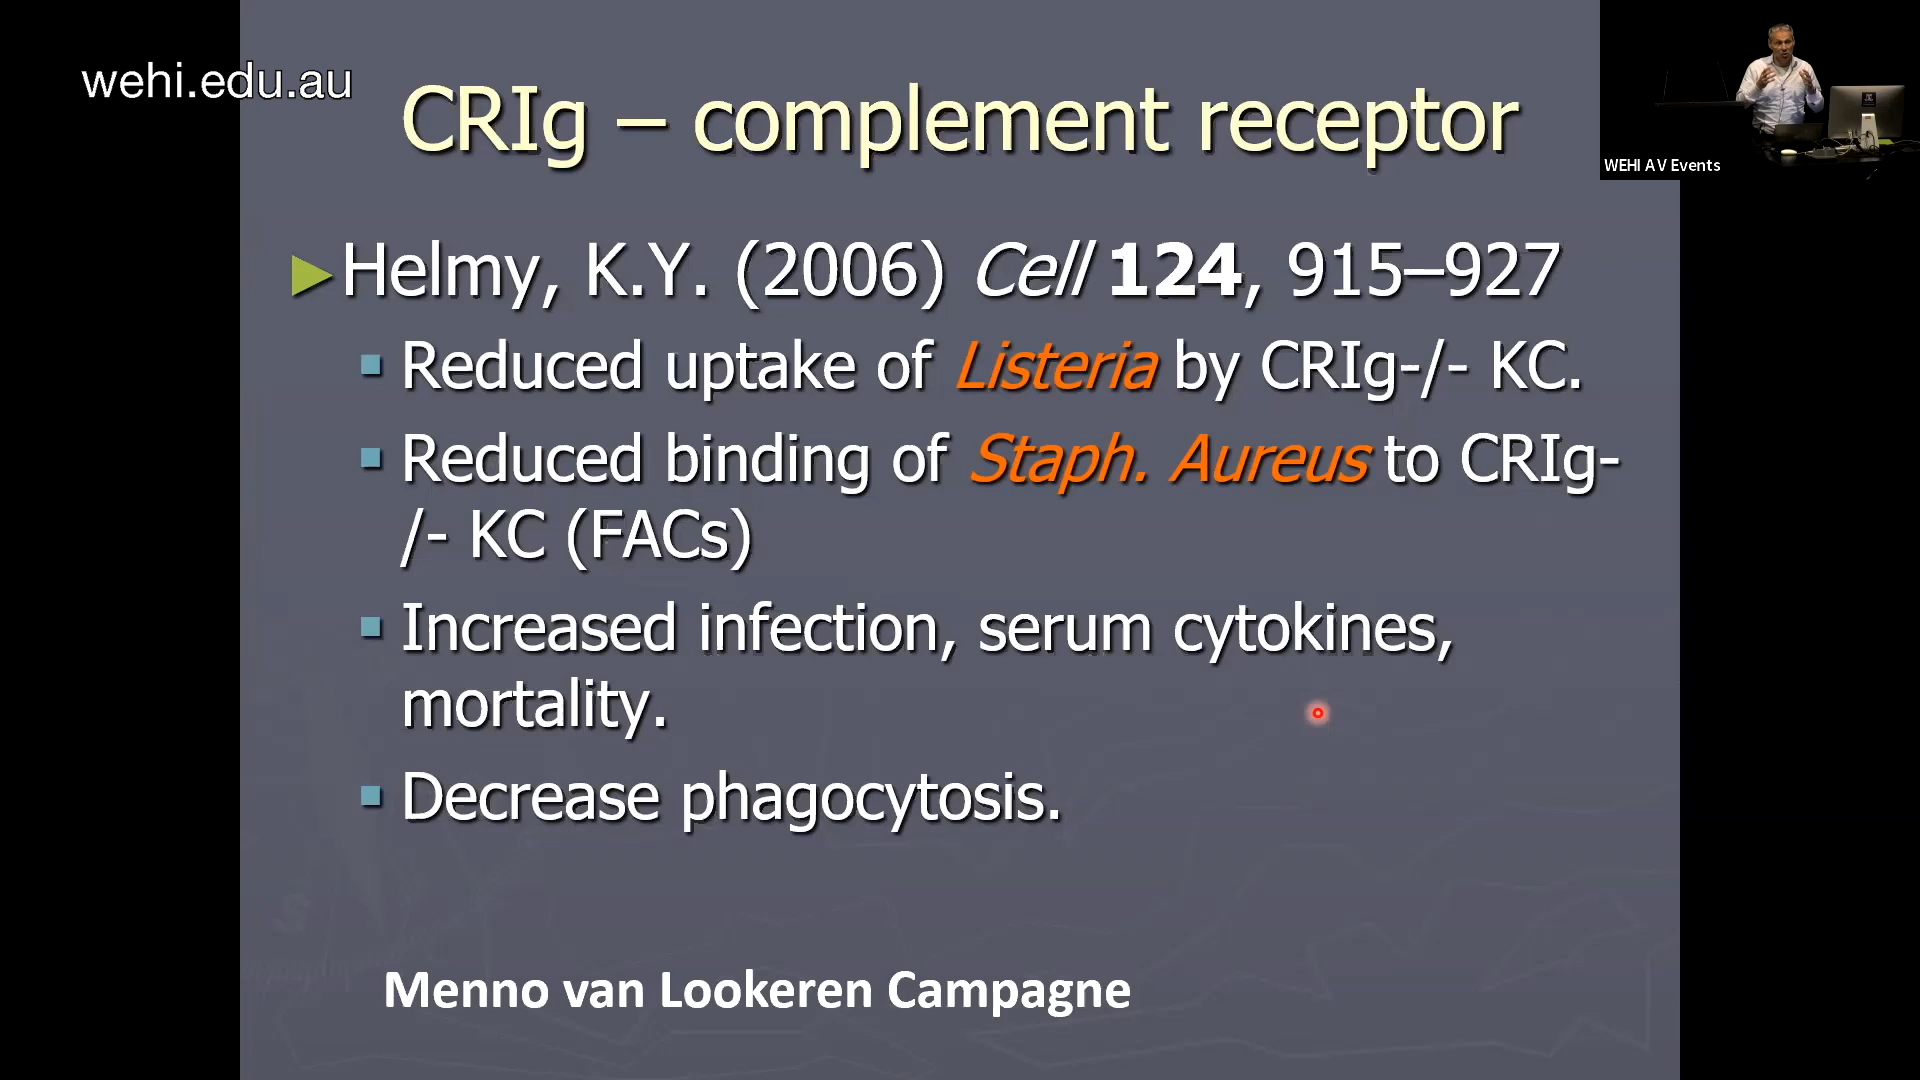 wehi.edu.au
CRIg – complement receptor
WEHI AV Events
►Helmy, K.Y. (2006) Cell 124, 915–927
▪ Reduced uptake of Listeria by CRIg-/- KC.
▪ Reduced binding of Staph. Aureus to CRIg-
/- KC (FACs)
▪ Increased infection, serum cytokines,
mortality.
▪ Decrease phagocytosis.
Menno van Lookeren Campagne